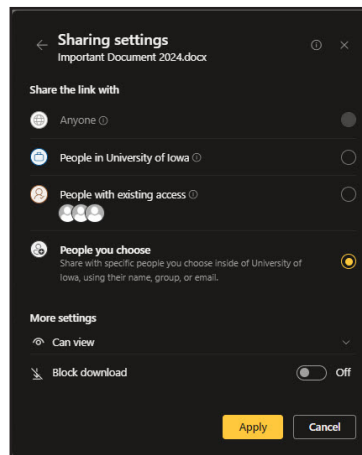 Sharing settings
Important Document 2024.docx
Share the link with
Anyone
People in University of Iowa
People with existing access
People you choose
Share with specific people you choose inside of University of
Iowa, using their name, group, or email.
More settings
Can view
Block download Off
Apply Cancel